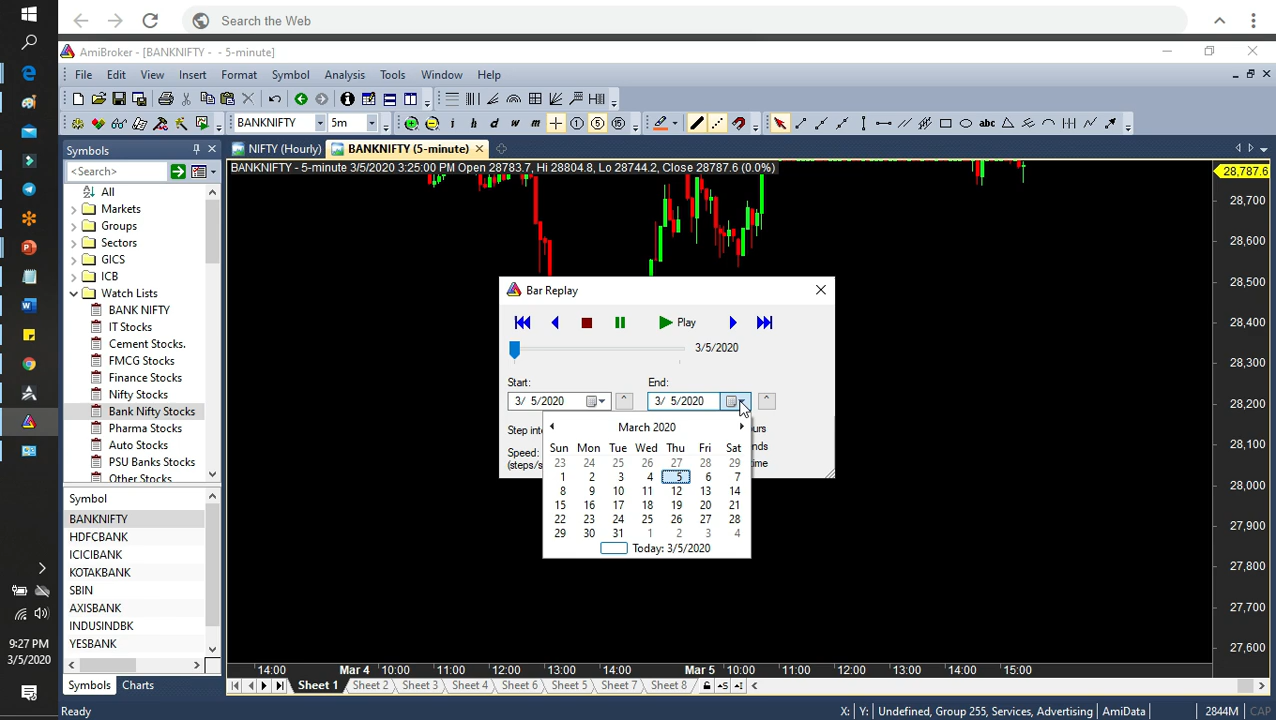 Search the Web
AmiBroker - [BANKNIFTY - - 5-minute]
File Edit View Insert Format Symbol Analysis Tools Window Help
BANKNIFTY 5m i h d w m 1 5 15
abc
Symbols
NIFTY (Hourly) BANKNIFTY (5-minute)
<Search>
BANKNIFTY - 5-minute 3/5/2020 3:25:00 PM Open 28783.7, Hi 28804.8, Lo 28744.2, Close 28787.6 (0.0%)
28,787.6
All
Markets
Groups
Sectors
GICS
ICB
Watch Lists
BANK NIFTY
IT Stocks
Cement Stocks.
FMCG Stocks
Finance Stocks
Nifty Stocks
Bank Nifty Stocks
Pharma Stocks
Auto Stocks
PSU Banks Stocks
Other Stocks
Symbol
BANKNIFTY
HDFCBANK
ICICIBANK
KOTAKBANK
SBIN
AXISBANK
INDUSINDBK
YESBANK
Symbols Charts
Bar Replay
Play
3/5/2020
Start: End:
3/ 5/2020 3/ 5/2020
Step inte
Speed:
(steps/s
March 2020
Sun Mon Tue Wed Thu Fri Sat
23 24 25 26 27 28 29
1 2 3 4 5 6 7
8 9 10 11 12 13 14
15 16 17 18 19 20 21
22 23 24 25 26 27 28
29 30 31 1 2 3 4
Today: 3/5/2020
28,700
28,600
28,400
28,300
28,200
28,100
28,000
27,900
27,800
27,700
27,600
14:00 Mar 4 10:00 11:00 12:00 13:00 14:00 Mar 5 10:00 11:00 12:00 13:00 14:00 15:00
Sheet 1 Sheet 2 Sheet 3 Sheet 4 Sheet 6 Sheet 5 Sheet 7 Sheet 8
Ready
X: Y: Undefined, Group 255, Services, Advertising AmiData 2844M CAP
9:27 PM
3/5/2020